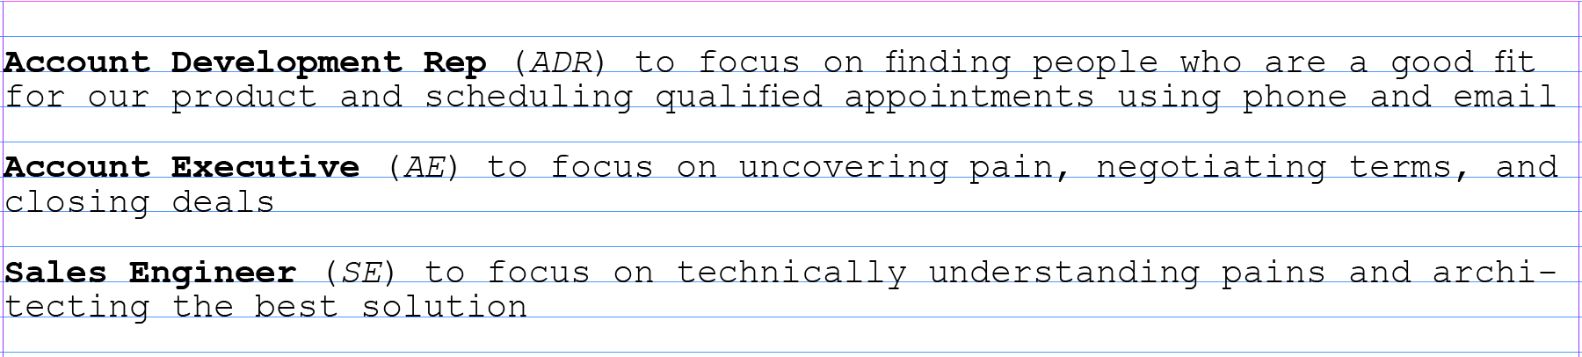 Account Development Rep (ADR) to focus on finding people who are a good fit
for our product and scheduling qualified appointments using phone and email
Account Executive (AE) to focus on uncovering pain, negotiating terms, and
closing deals
Sales Engineer (SE) to focus on technically understanding pains and archi-
tecting the best solution